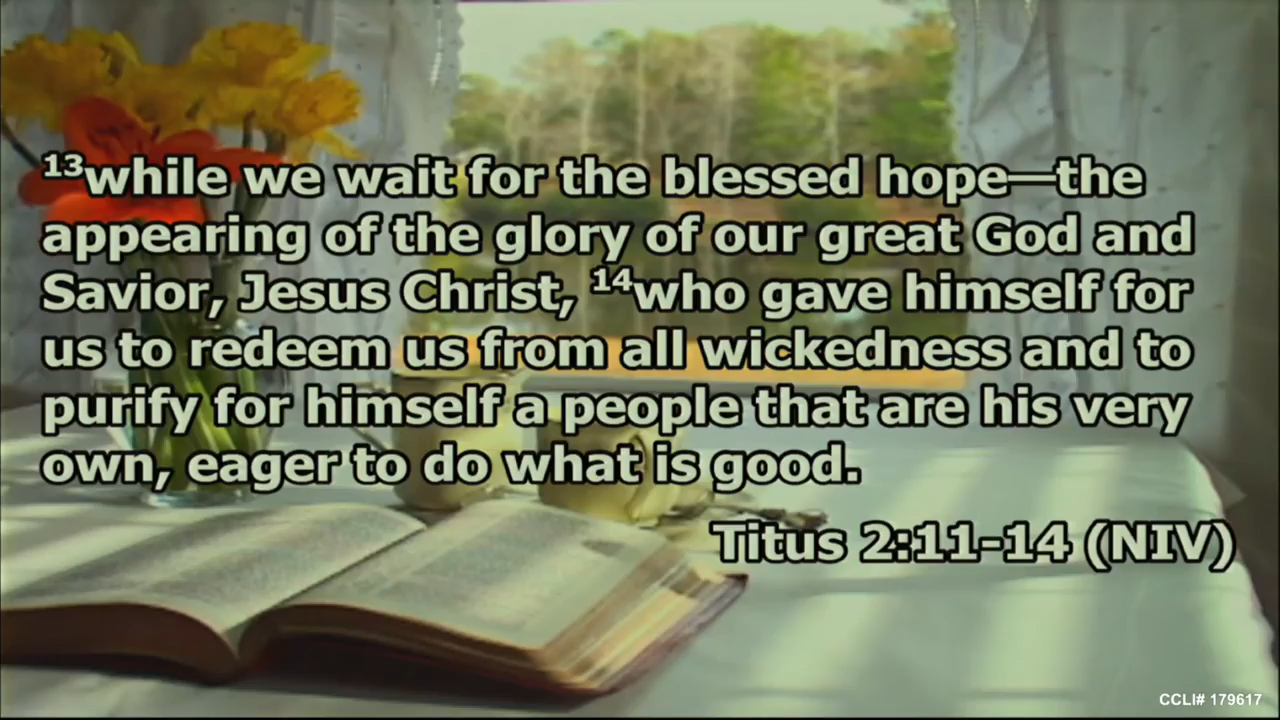 ¹³while we wait for the blessed hope—the
appearing of the glory of our great God and
Savior, Jesus Christ, ¹⁴who gave himself for
us to redeem us from all wickedness and to
purify for himself a people that are his very
own, eager to do what is good.
Titus 2:11-14 (NIV)
CCLI# 179617